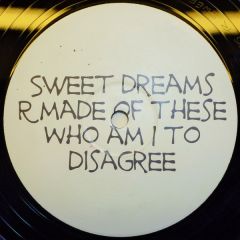 SWEET DREAMS
R MADE OF THESE
WHO AM I TO
DISAGREE